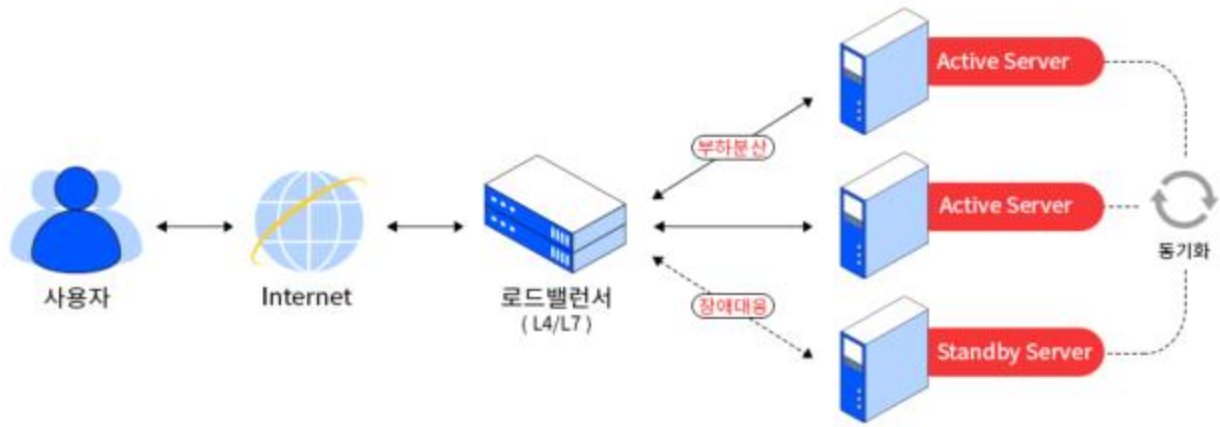 사용자
Internet
로드밸런서
( L4/L7 )
부하분산
장애대응
Active Server
Active Server
Standby Server
동기화